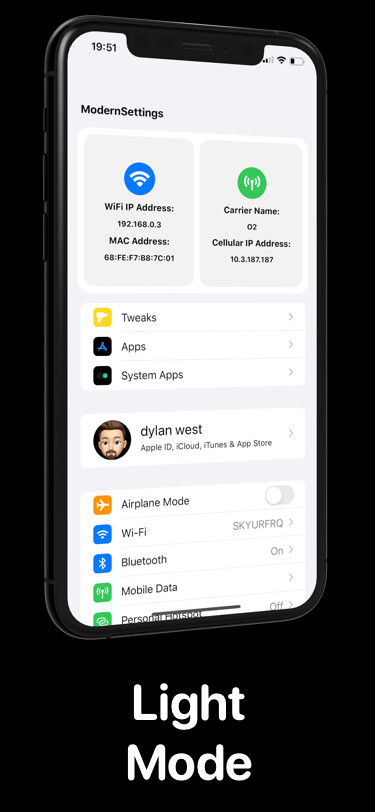 19:51
ModernSettings
WiFi IP Address:
192.168.0.3
MAC Address:
68:FE:F7:B8:7C:01
Carrier Name:
O2
Cellular IP Address:
10.3.187.187
Tweaks
Apps
System Apps
dylan west
Apple ID, iCloud, iTunes & App Store
Airplane Mode
Wi-Fi SKYURFRQ
Bluetooth On
Mobile Data
Personal Hotspot Off
Light
Mode